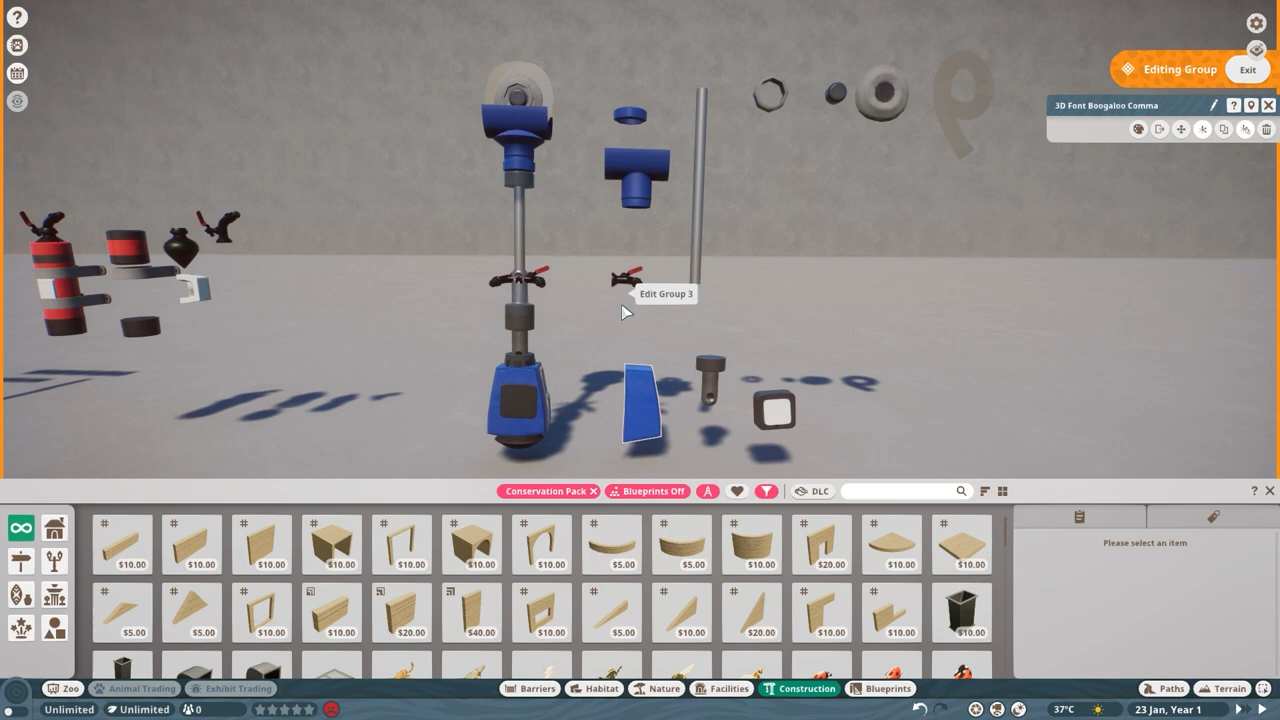 Editing Group
Exit
3D Font Boogaloo Comma
?
Edit Group 3
Conservation Pack
Blueprints Off
DLC
?
$10.00 $10.00 $10.00 $10.00 $10.00 $10.00 $10.00 $5.00 $5.00 $10.00 $20.00 $10.00 $10.00
Please select an item
$5.00 $5.00 $10.00 $10.00 $20.00 $40.00 $10.00 $5.00 $10.00 $20.00 $10.00 $10.00 $10.00
Zoo
Animal Trading
Exhibit Trading
Barriers
Habitat
Nature
Facilities
Construction
Blueprints
Paths
Terrain
Unlimited
Unlimited
0
37°C
23 Jan, Year 1